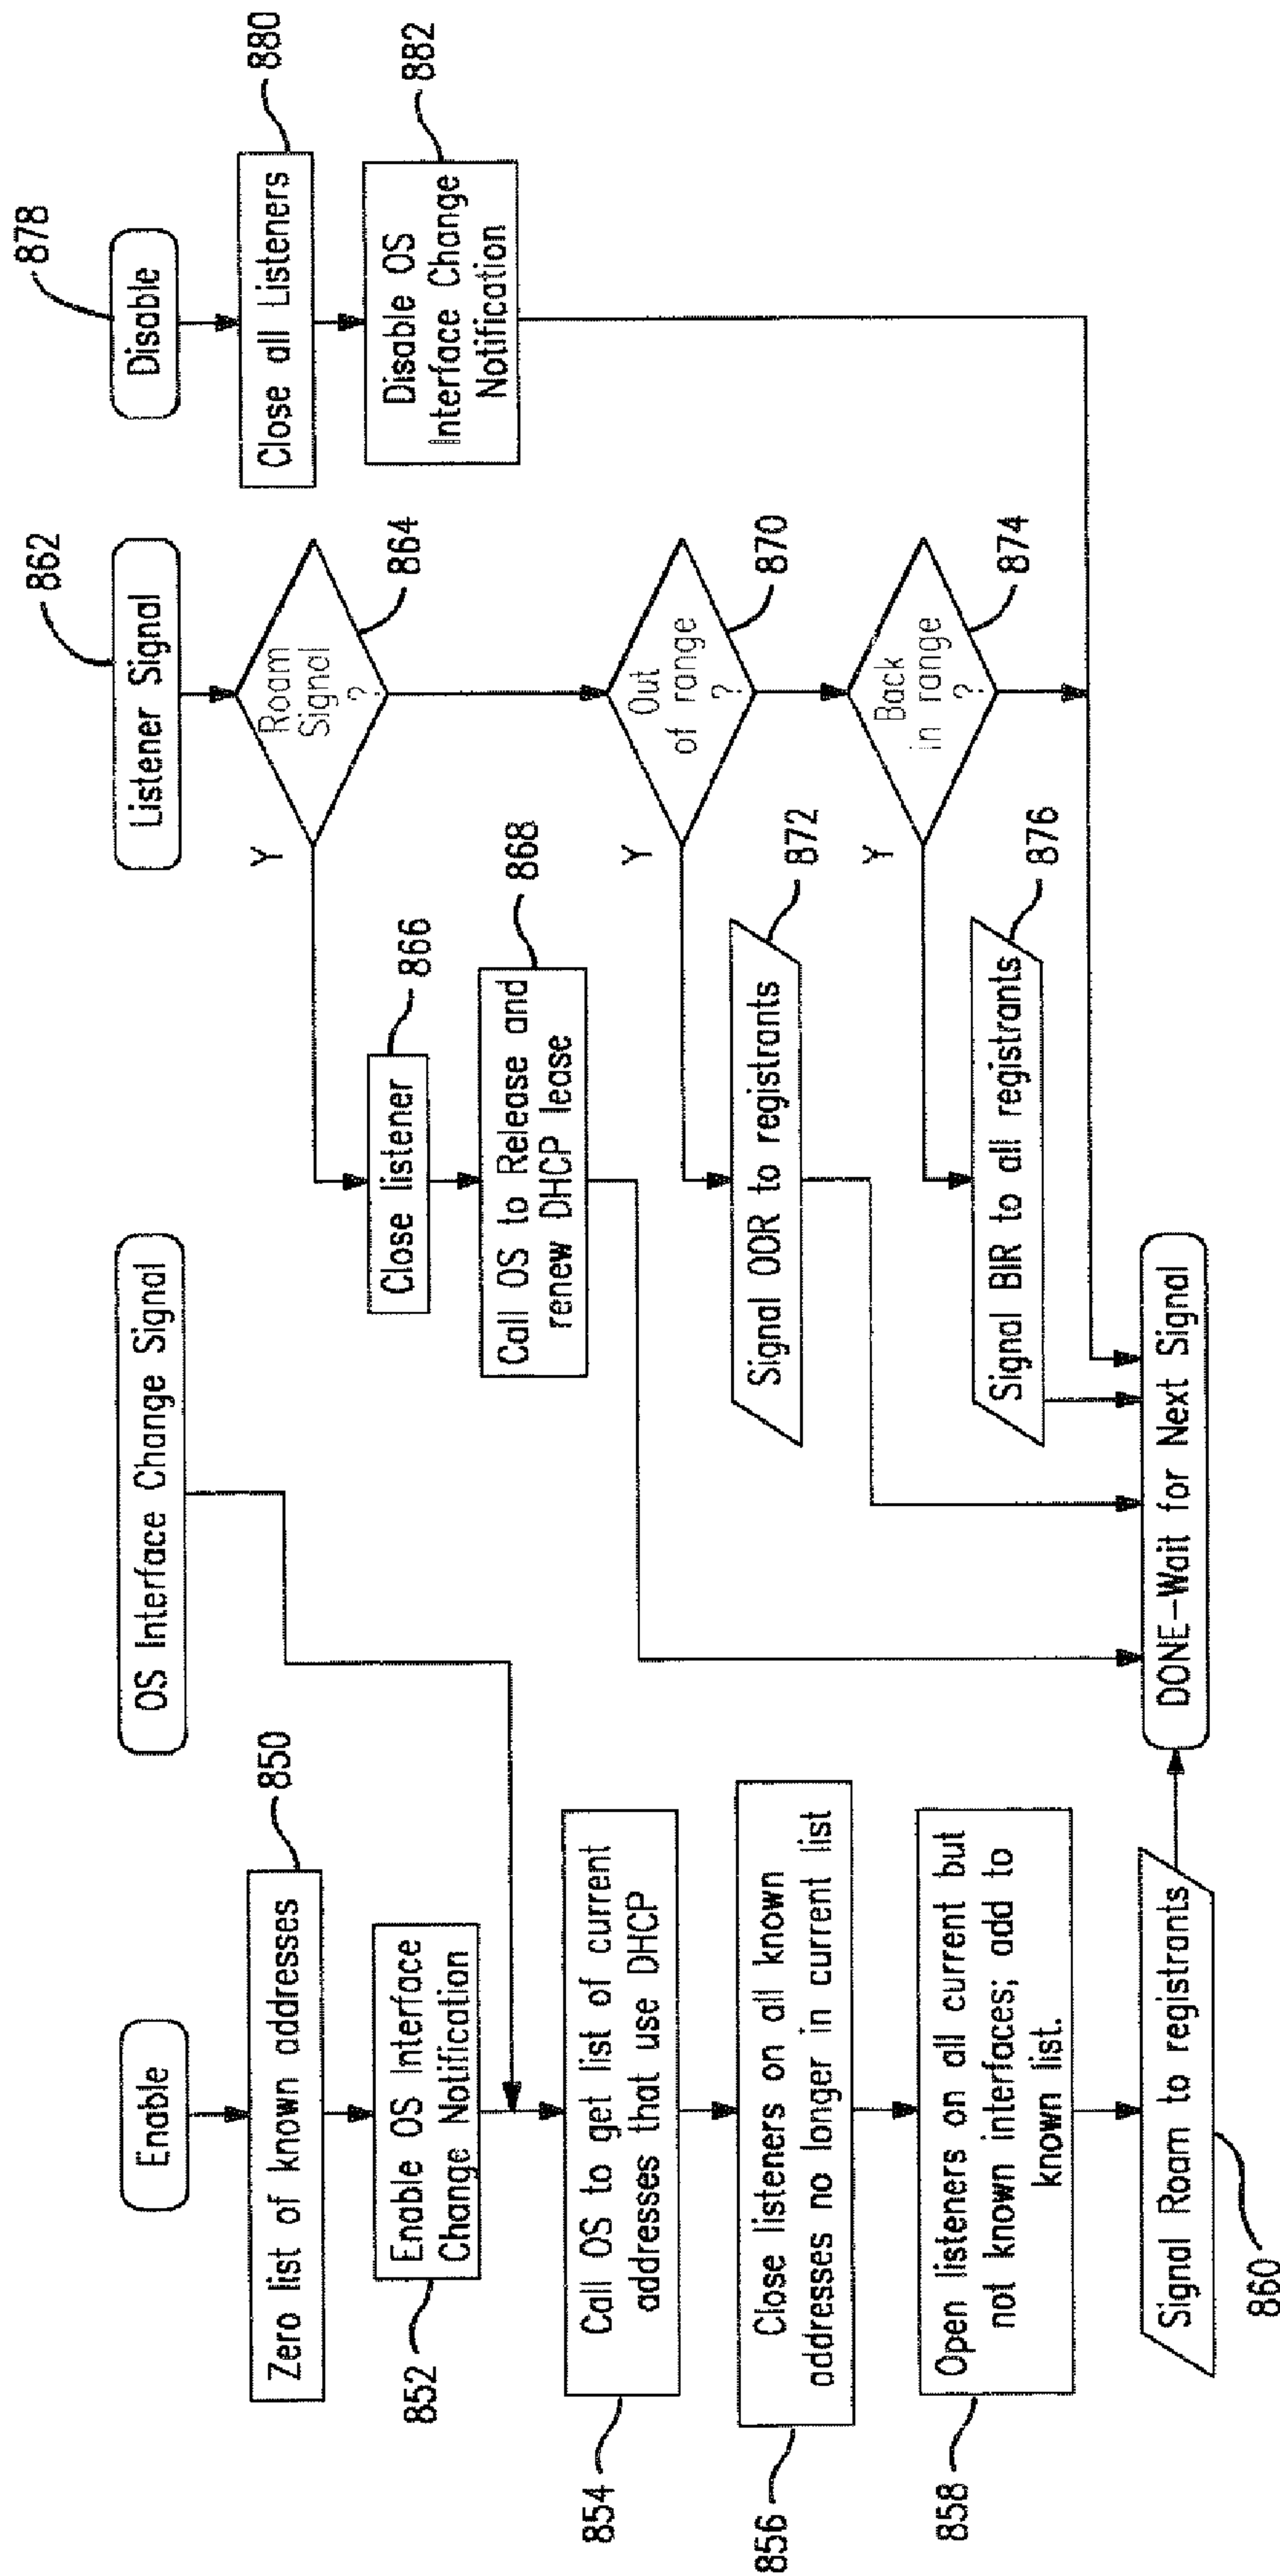 Enable
Zero list of known addresses
850
Enable OS Interface
Change Notification
852
Call OS to get list of current
addresses that use DHCP
854
Close listeners on all known
addresses no longer in current list
856
Open listeners on all current but
not known interfaces; add to
known list.
858
Signal Roam to registrants
860
OS Interface Change Signal
Listener Signal
862
Roam
Signal
?
864
Y
Close listener
866
Call OS to Release and
renew DHCP lease
868
Out
of range
?
870
Y
Signal OOR to registrants
872
Back
in range
?
874
Y
Signal BIR to all registrants
876
Disable
878
Close all Listeners
880
Disable OS
Interface Change
Notification
882
DONE-Wait for Next Signal